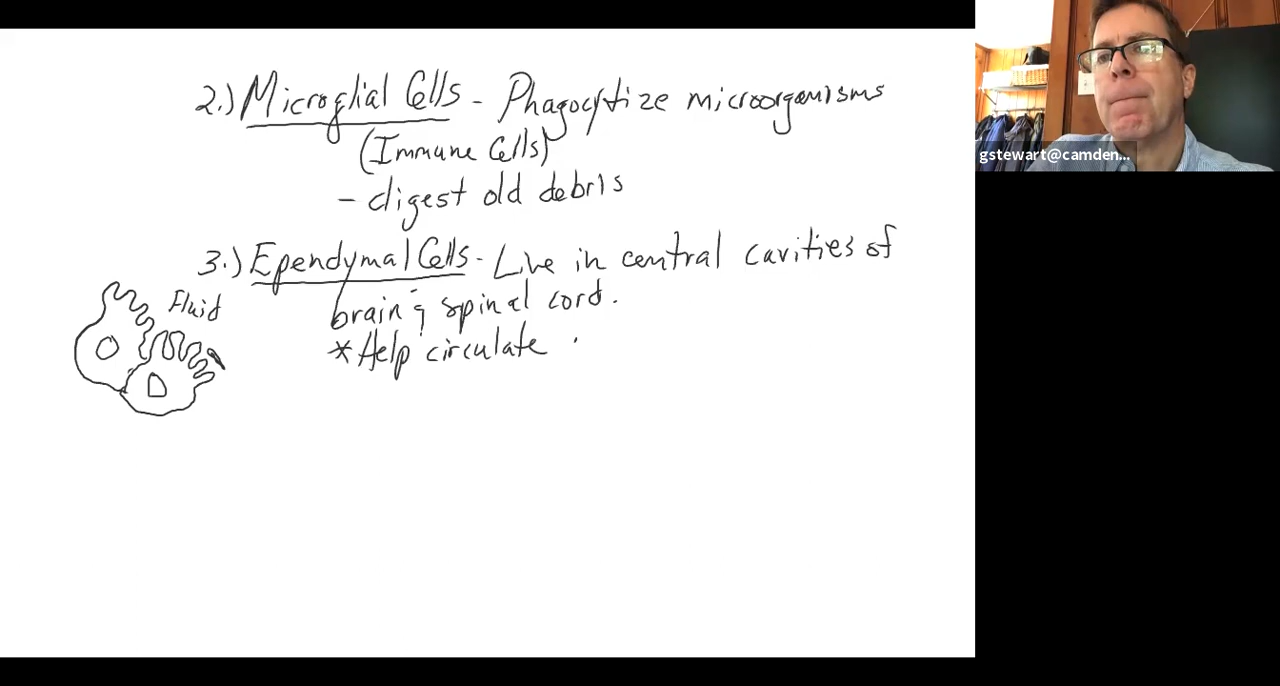 2.) Microglial Cells - Phagocytize microorganisms
(Immune Cells)
- digest old debris
3.) Ependymal Cells - Live in central cavities of
brain & spinal cord.
* Help circulate
Fluid
gstewart@camden...